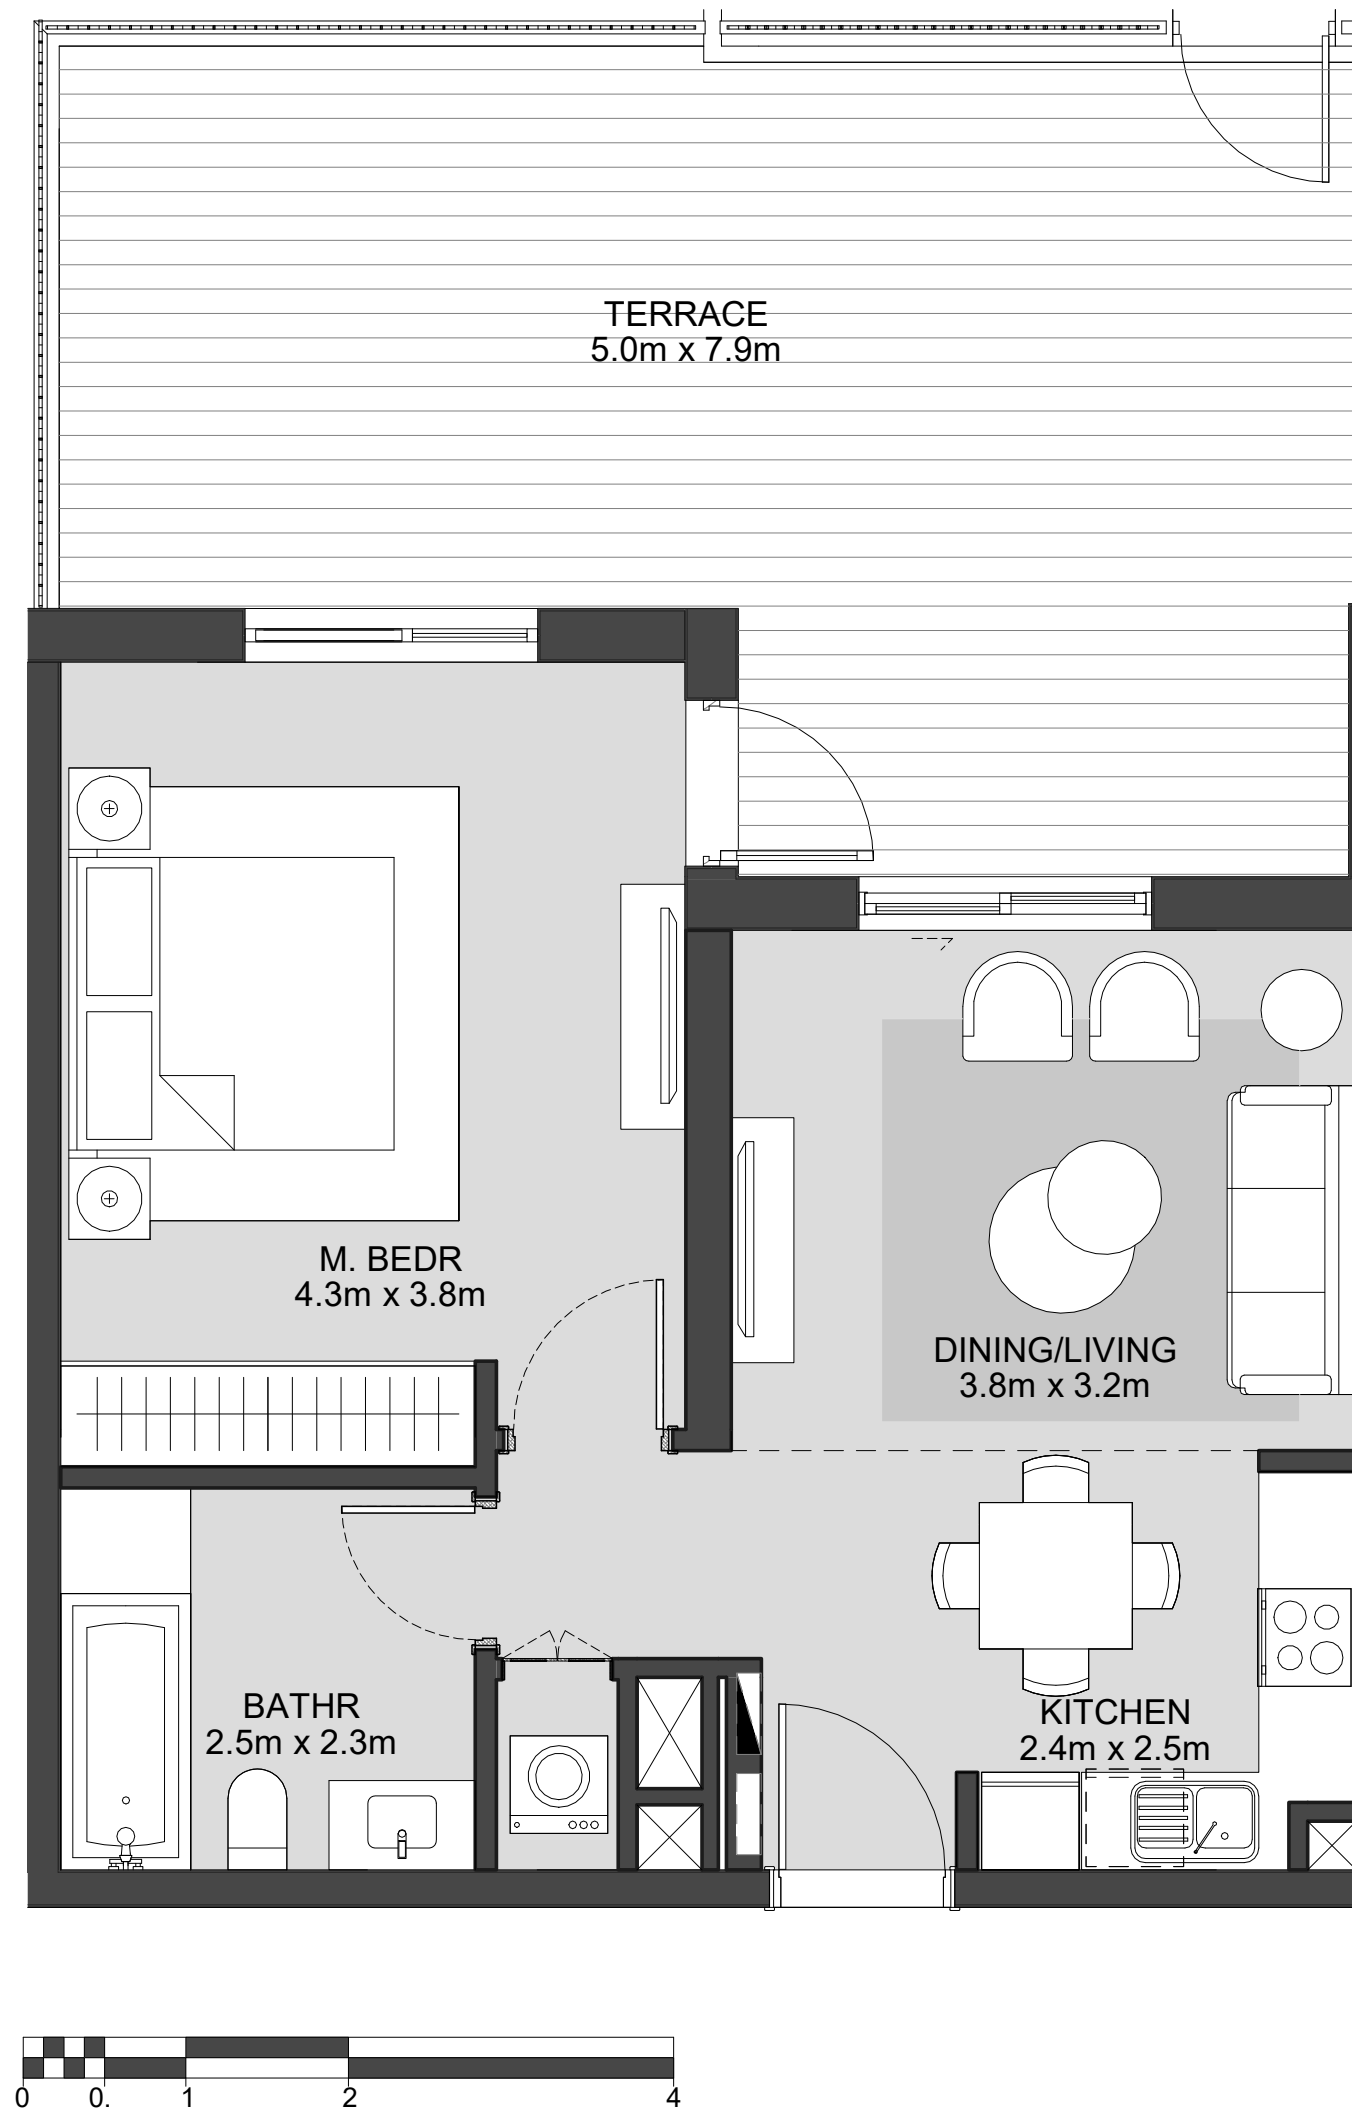 TERRACE
5.0m x 7.9m
M. BEDR
4.3m x 3.8m
DINING/LIVING
3.8m x 3.2m
BATHR
2.5m x 2.3m
KITCHEN
2.4m x 2.5m
0 0. 1 2 4